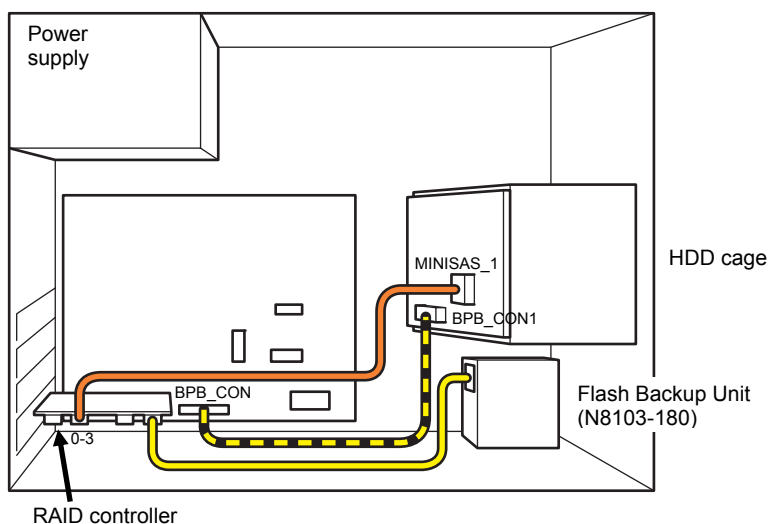 Power
supply
MINISAS_1
HDD cage
BPB_CON1
BPB_CON
Flash Backup Unit
(N8103-180)
0-3
RAID controller